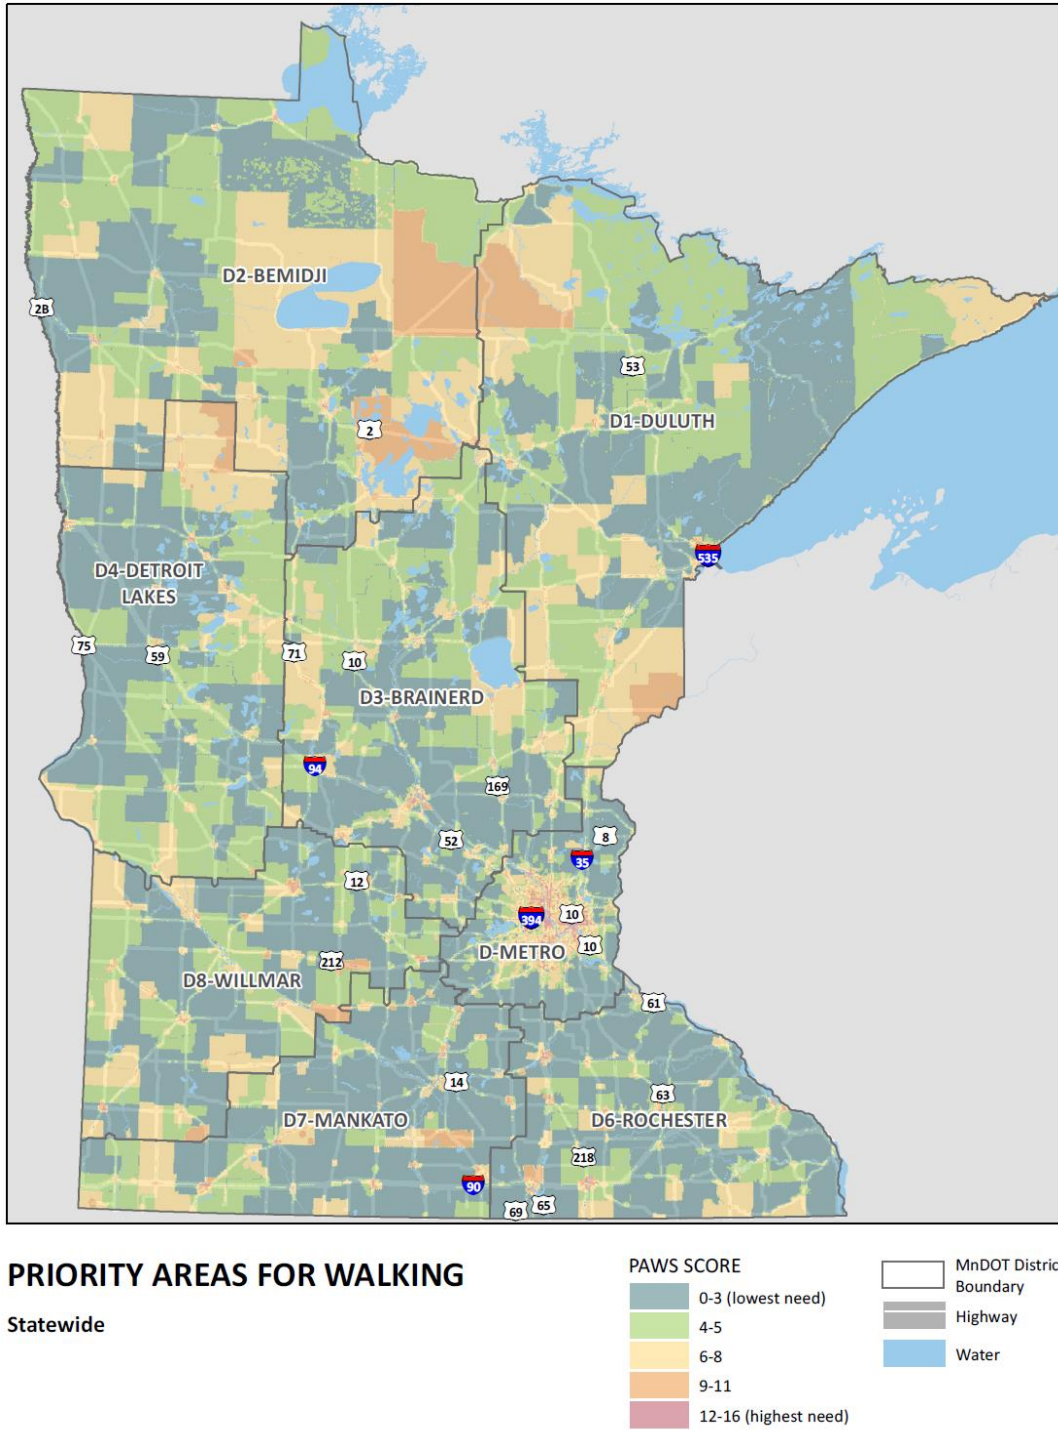 D2-BEMIDJI
2B
53
2
D1-DULUTH
535
D4-DETROIT
LAKES
75
59
71
10
D3-BRAINERD
94
169
52
8
35
12
394
10
10
D-METRO
212
D8-WILLMAR
61
14
63
D7-MANKATO
D6-ROCHESTER
218
90
69
65
PRIORITY AREAS FOR WALKING
Statewide
PAWS SCORE
0-3 (lowest need)
4-5
6-8
9-11
12-16 (highest need)
MnDOT Distric
Boundary
Highway
Water